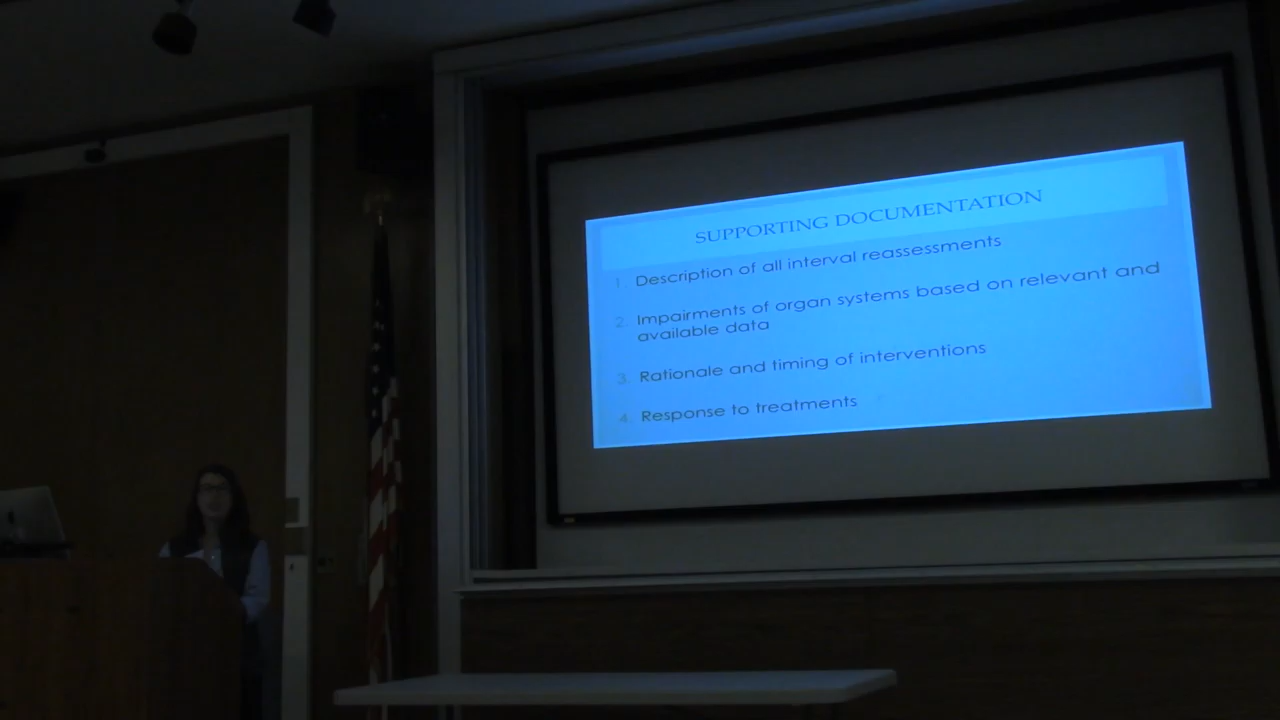 SUPPORTING DOCUMENTATION
1. Description of all interval reassessments
2. Impairments of organ systems based on relevant and
available data
3. Rationale and timing of interventions
4. Response to treatments